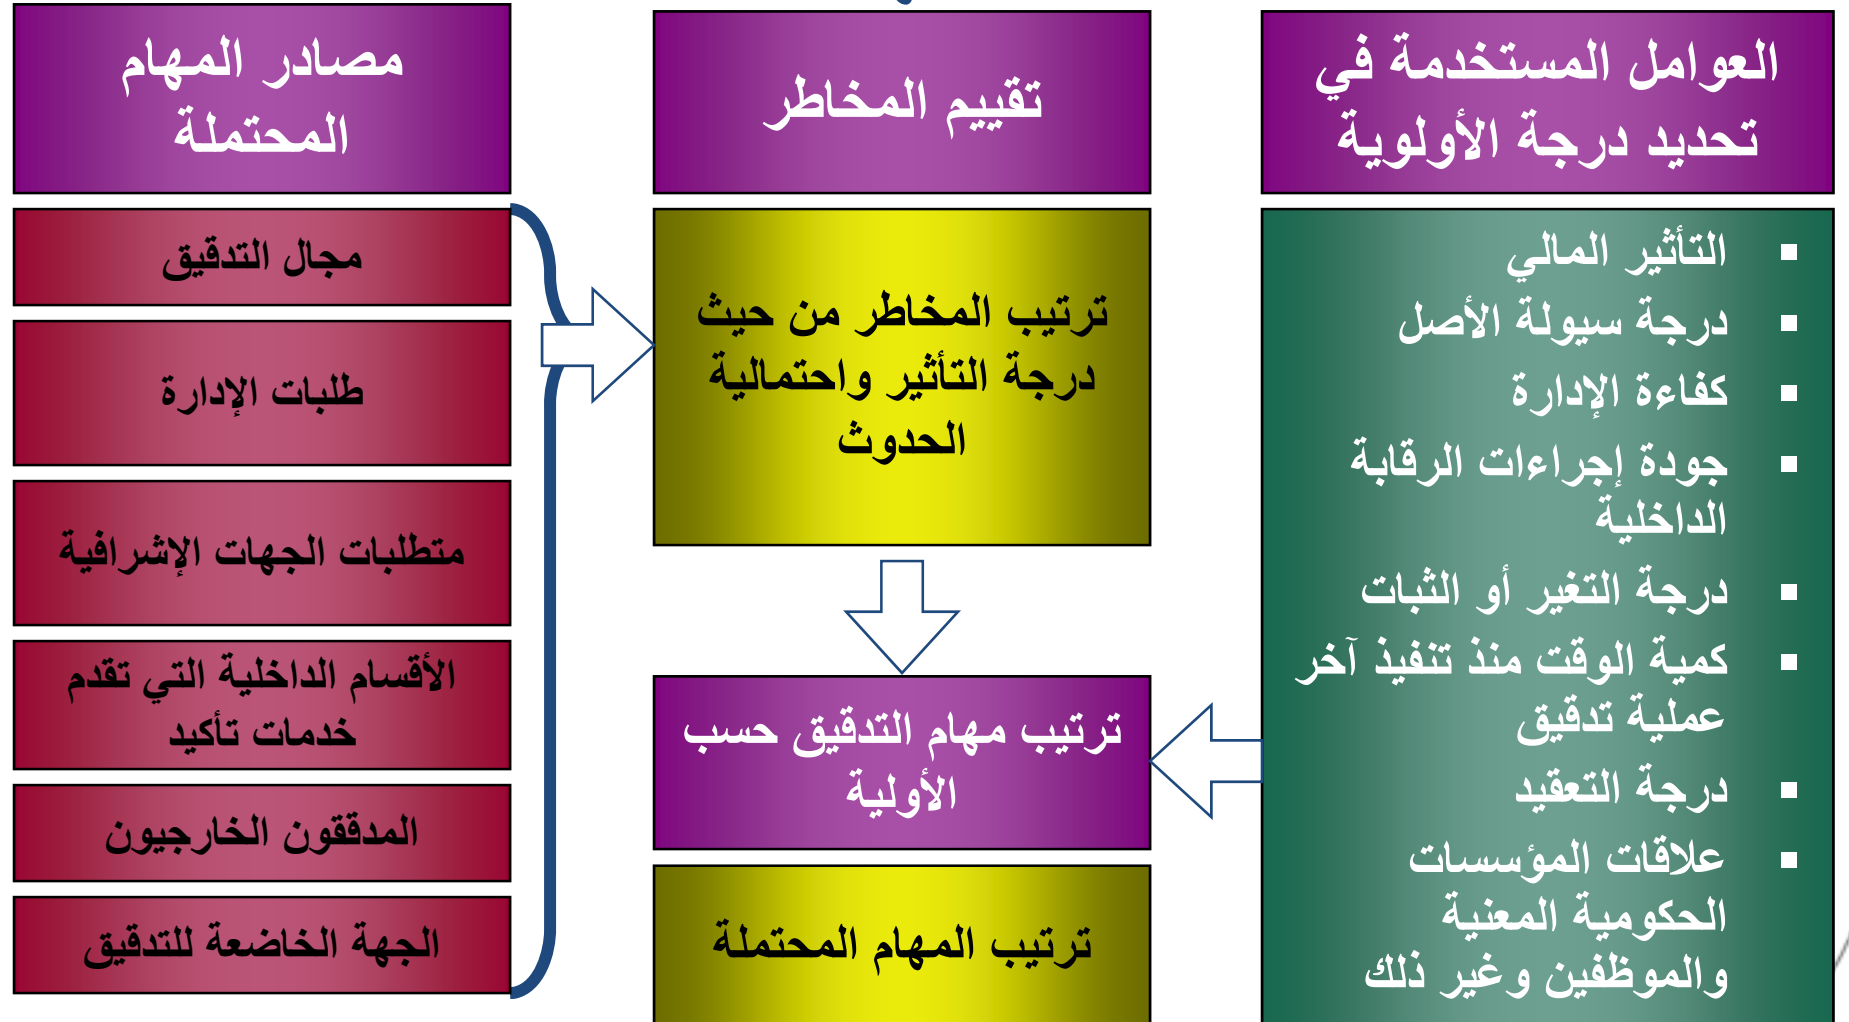 مصادر المهام
المحتملة
مجال التدقيق
طلبات الإدارة
متطلبات الجهات الإشرافية
الأقسام الداخلية التي تقدم
خدمات تأكيد
المدققون الخارجيون
الجهة الخاضعة للتدقيق
تقييم المخاطر
ترتيب المخاطر من حيث
درجة التأثير واحتمالية
الحدوث
ترتيب مهام التدقيق حسب
الأولية
ترتيب المهام المحتملة
العوامل المستخدمة في
تحديد درجة الأولوية
▪ التأثير المالي
▪ درجة سيولة الأصل
▪ كفاءة الإدارة
▪ جودة إجراءات الرقابة
الداخلية
▪ درجة التغير أو الثبات
▪ كمية الوقت منذ تنفيذ آخر
عملية تدقيق
▪ درجة التعقيد
▪ علاقات المؤسسات
الحكومية المعنية
والموظفين وغير ذلك